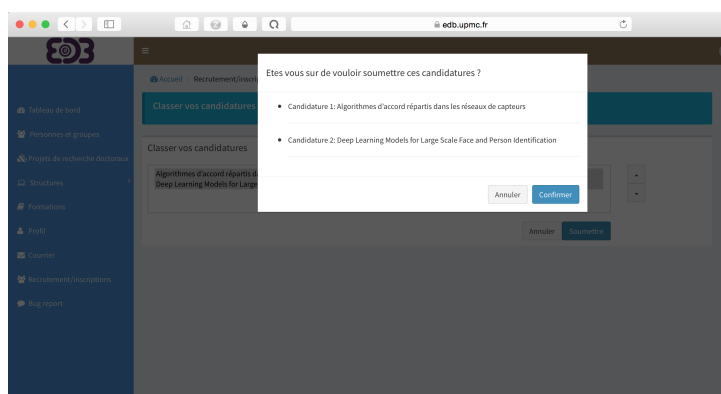 edb.upmc.fr
EDB
Accueil / Recrutement/inscri
Etes vous sur de vouloir soumettre ces candidatures ?
Tableau de bord
Classer vos candidatures
Candidature 1: Algorithmes d'accord répartis dans les réseaux de capteurs
Personnes et groupes
Candidature 2: Deep Learning Models for Large Scale Face and Person Identification
Classer vos candidatures
Projets de recherche doctoraux
Algorithmes d'accord répartis da
Structures
Deep Learning Models for Large
Annuler Confirmer
Formations
Profil
Annuler Soumettre
Courrier
Recrutement/inscriptions
Bug report